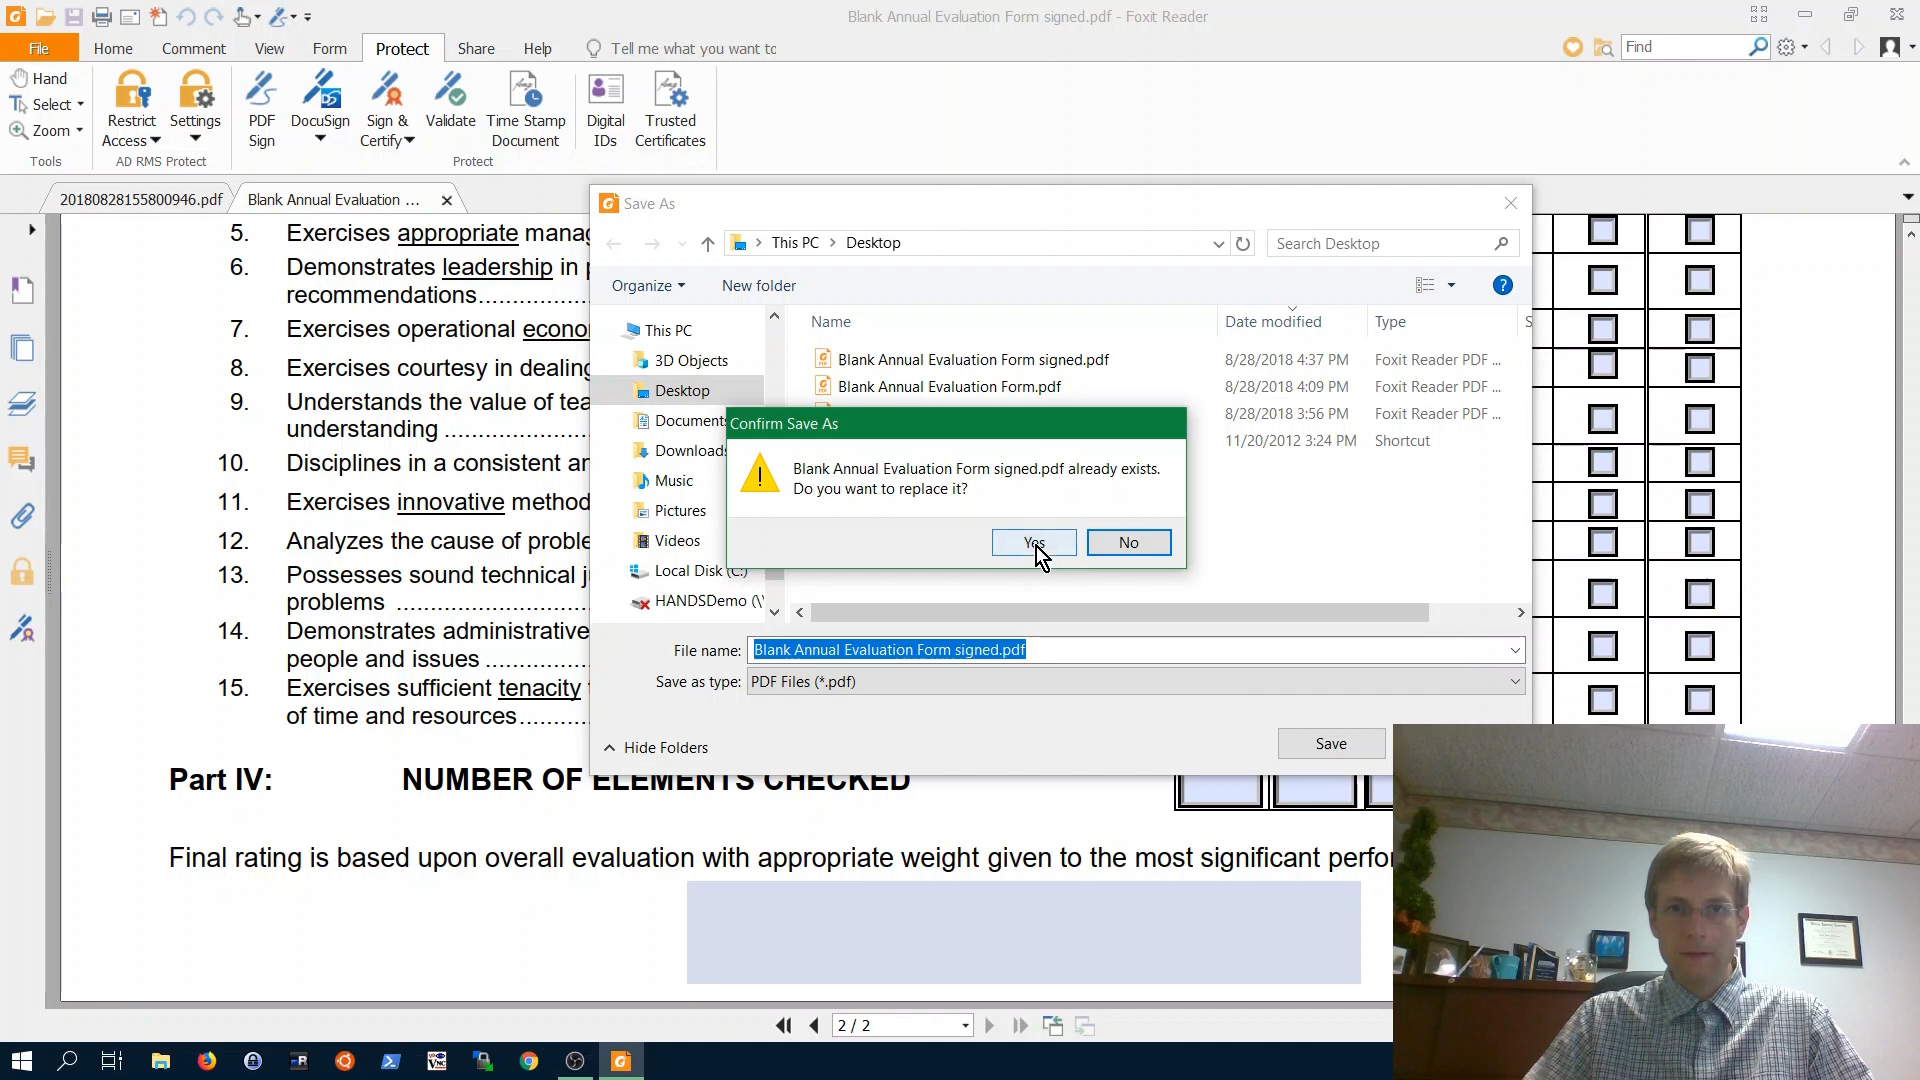 Blank Annual Evaluation Form signed.pdf - Foxit Reader
File
Home
Comment
View
Form
Protect
Share
Help
Tell me what you want to
Find
Hand
Select
Zoom
Tools
Restrict
Access
Settings
AD RMS Protect
PDF
Sign
DocuSign
Sign &
Certify
Validate
Time Stamp
Document
Digital
IDs
Trusted
Certificates
Protect
20180828155800946.pdf
Blank Annual Evaluation ...
5. Exercises appropriate
6. Demonstrates leadership in
recommendations......
7. Exercises operational
8. Exercises courtesy in
9. Understands the value of
understanding
10. Disciplines in a consistent
11. Exercises innovative
12. Analyzes the cause of
13. Possesses sound technical
problems
14. Demonstrates administrative
people and issues
15. Exercises sufficient tenacity
of time and resources......
Part IV: NUMBER OF ELEMENTS CHECKED
Final rating is based upon overall evaluation with appropriate weight given to the most significant
Save As
This PC
Desktop
Search Desktop
Organize
New folder
This PC
3D Objects
Desktop
Documents
Downloads
Music
Pictures
Videos
Local Disk (C:)
HANDSDemo (\\
Name
Date modified
Type
Blank Annual Evaluation Form signed.pdf 8/28/2018 4:37 PM Foxit Reader PDF ...
Blank Annual Evaluation Form.pdf 8/28/2018 4:09 PM Foxit Reader PDF ...
8/28/2018 3:56 PM Foxit Reader PDF ...
11/20/2012 3:24 PM Shortcut
Confirm Save As
Blank Annual Evaluation Form signed.pdf already exists.
Do you want to replace it?
Yes
No
File name: Blank Annual Evaluation Form signed.pdf
Save as type: PDF Files (*.pdf)
Hide Folders
Save
2 / 2